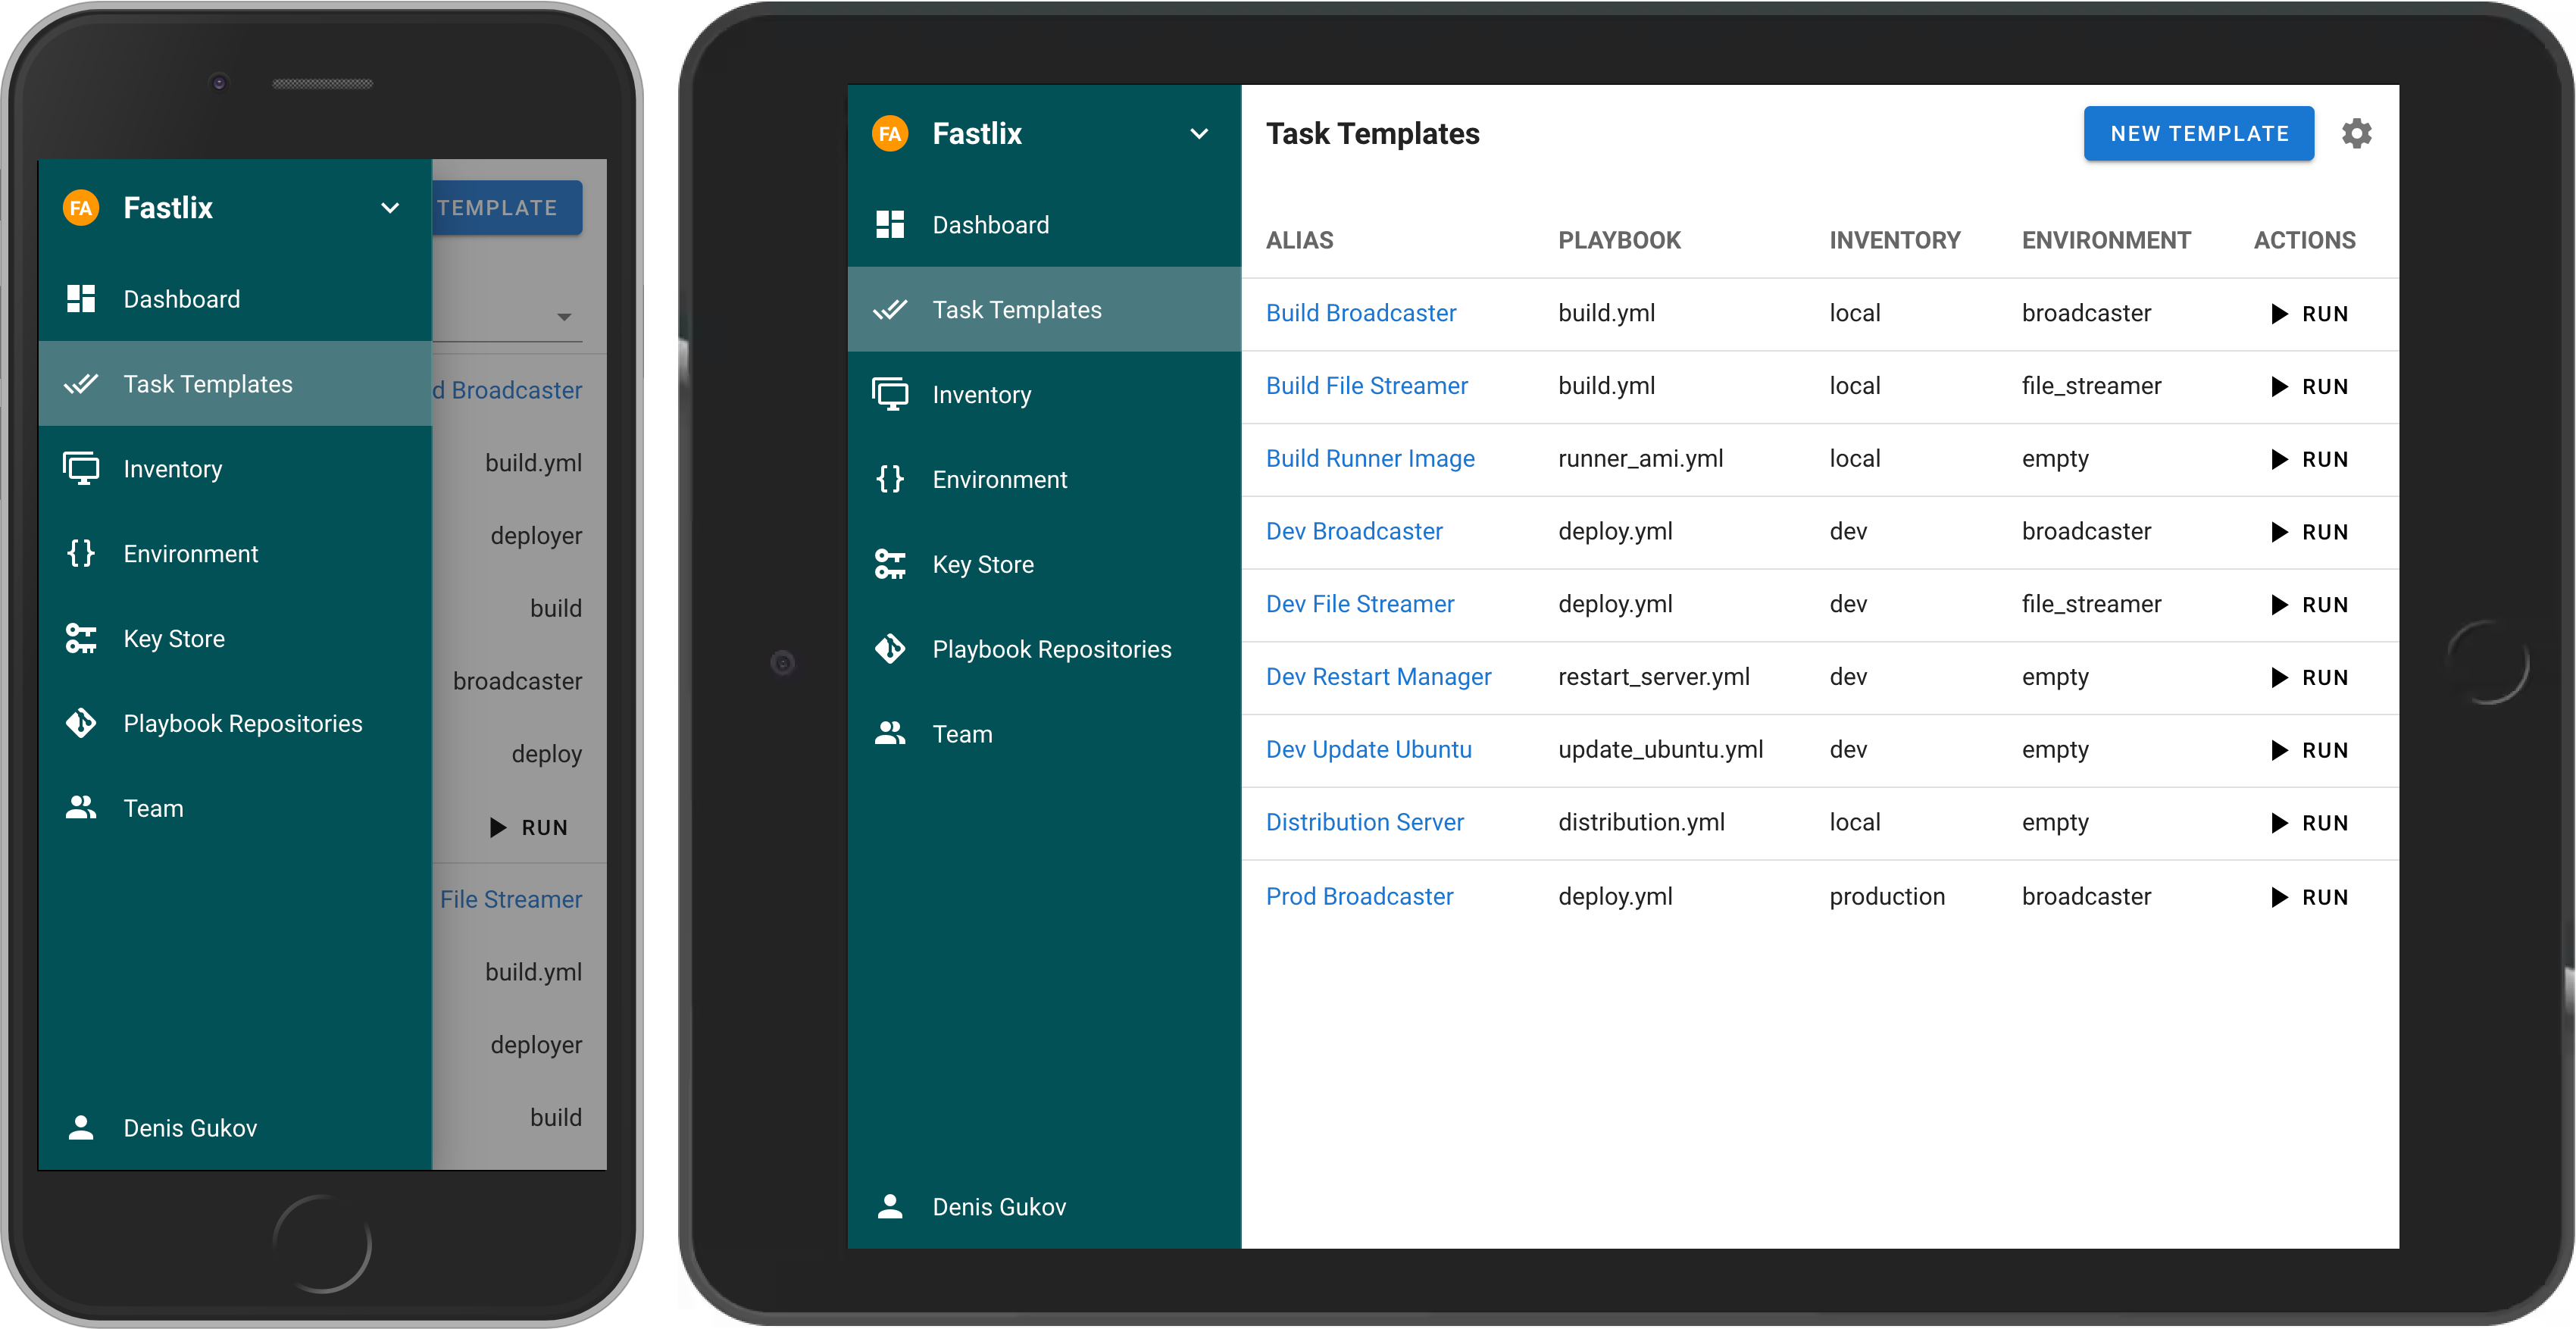 FA Fastlix
TEMPLATE
Dashboard
Task Templates
d Broadcaster
Inventory
build.yml
deployer
Environment
build
Key Store
broadcaster
Playbook Repositories
deploy
Team
RUN
File Streamer
build.yml
deployer
build
Denis Gukov
FA Fastlix
Dashboard
Task Templates
Inventory
Environment
Key Store
Playbook Repositories
Team
Denis Gukov
Task Templates NEW TEMPLATE
ALIAS PLAYBOOK INVENTORY ENVIRONMENT ACTIONS
Build Broadcaster build.yml local broadcaster RUN
Build File Streamer build.yml local file_streamer RUN
Build Runner Image runner_ami.yml local empty RUN
Dev Broadcaster deploy.yml dev broadcaster RUN
Dev File Streamer deploy.yml dev file_streamer RUN
Dev Restart Manager restart_server.yml dev empty RUN
Dev Update Ubuntu update_ubuntu.yml dev empty RUN
Distribution Server distribution.yml local empty RUN
Prod Broadcaster deploy.yml production broadcaster RUN